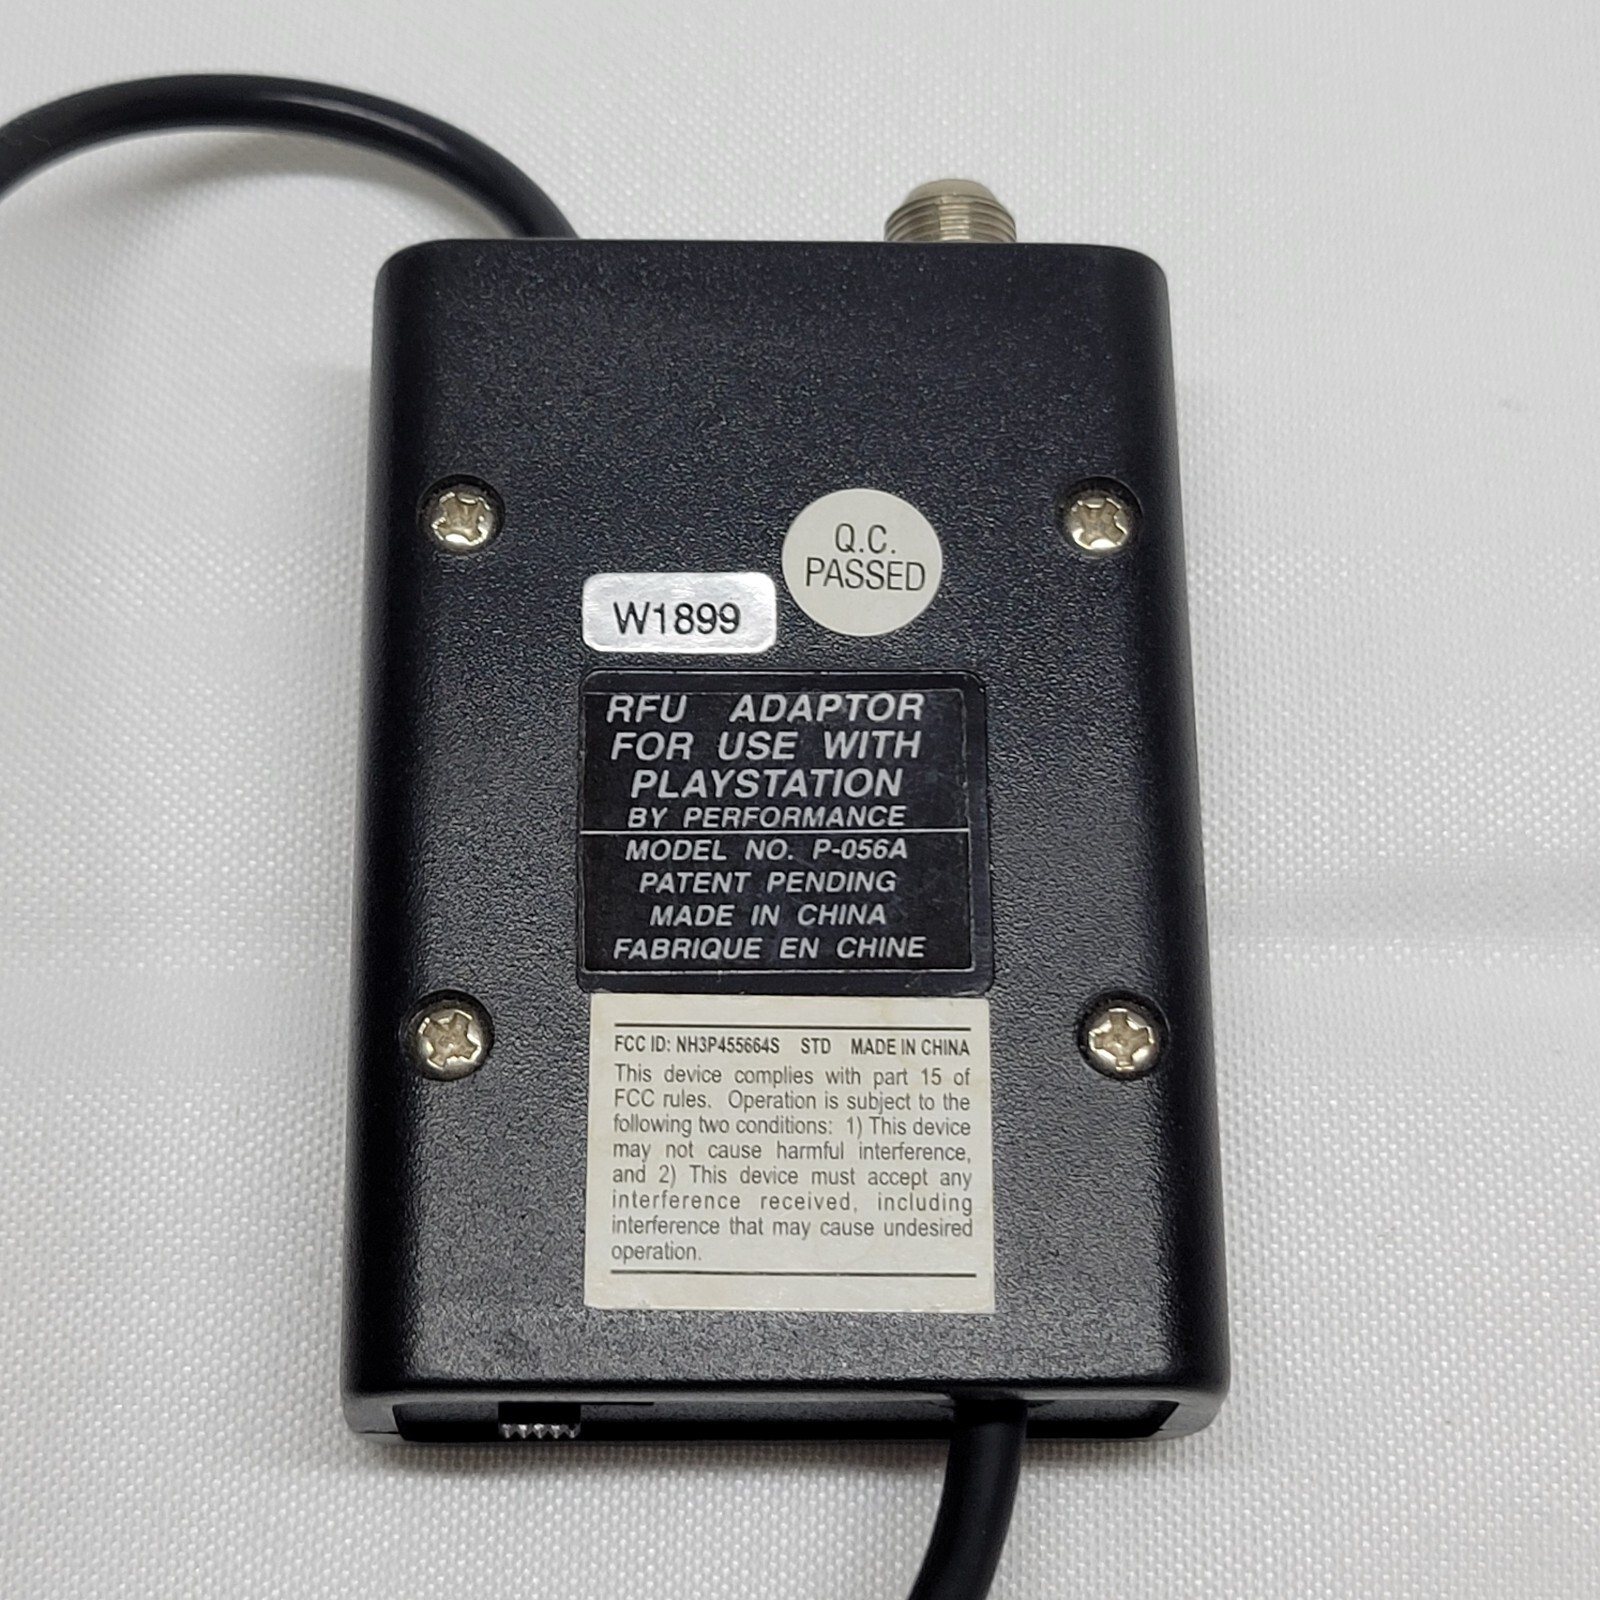 Q.C.
PASSED
W1899
RFU ADAPTOR
FOR USE WITH
PLAYSTATION
BY PERFORMANCE
MODEL NO. P-056A
PATENT PENDING
MADE IN CHINA
FABRIQUE EN CHINE
FCC ID: NH3P455664S STD MADE IN CHINA
This device complies with part 15 of
FCC rules. Operation is subject to the
following two conditions: 1) This device
may not cause harmful interference,
and 2) This device must accept any
interference received, including
interference that may cause undesired
operation.